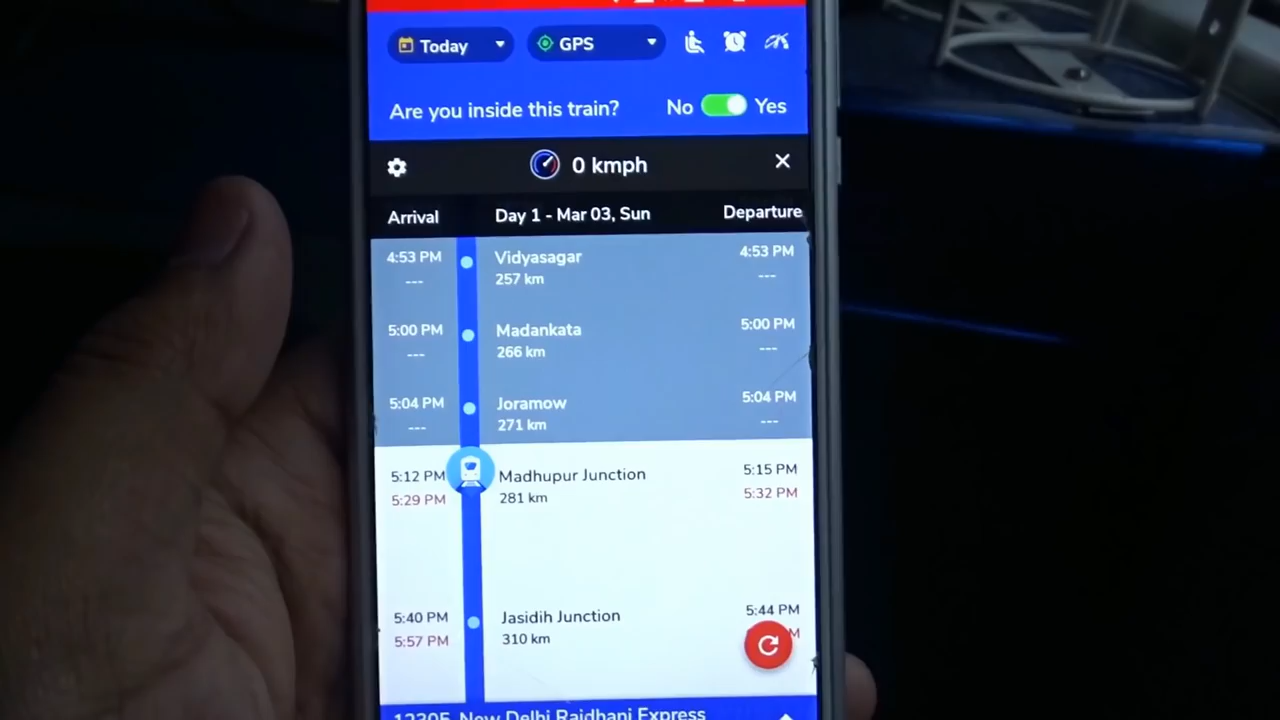 Today GPS
Are you inside this train? No Yes
0 kmph
Arrival Day 1 - Mar 03, Sun Departure
4:53 PM Vidyasagar 4:53 PM
--- 257 km ---
5:00 PM Madankata 5:00 PM
--- 266 km ---
5:04 PM Joramow 5:04 PM
--- 271 km ---
5:12 PM Madhupur Junction 5:15 PM
5:29 PM 281 km 5:32 PM
5:40 PM Jasidih Junction 5:44 PM
5:57 PM 310 km
12305 New Delhi Rajdhani Express